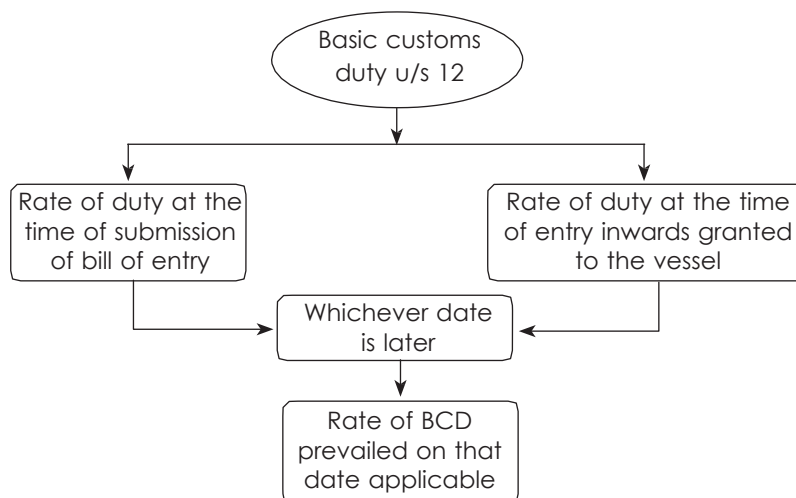 Basic customs
duty u/s 12
Rate of duty at the
time of submission
of bill of entry
Rate of duty at the time
of entry inwards granted
to the vessel
Whichever date
is later
Rate of BCD
prevailed on that
date applicable